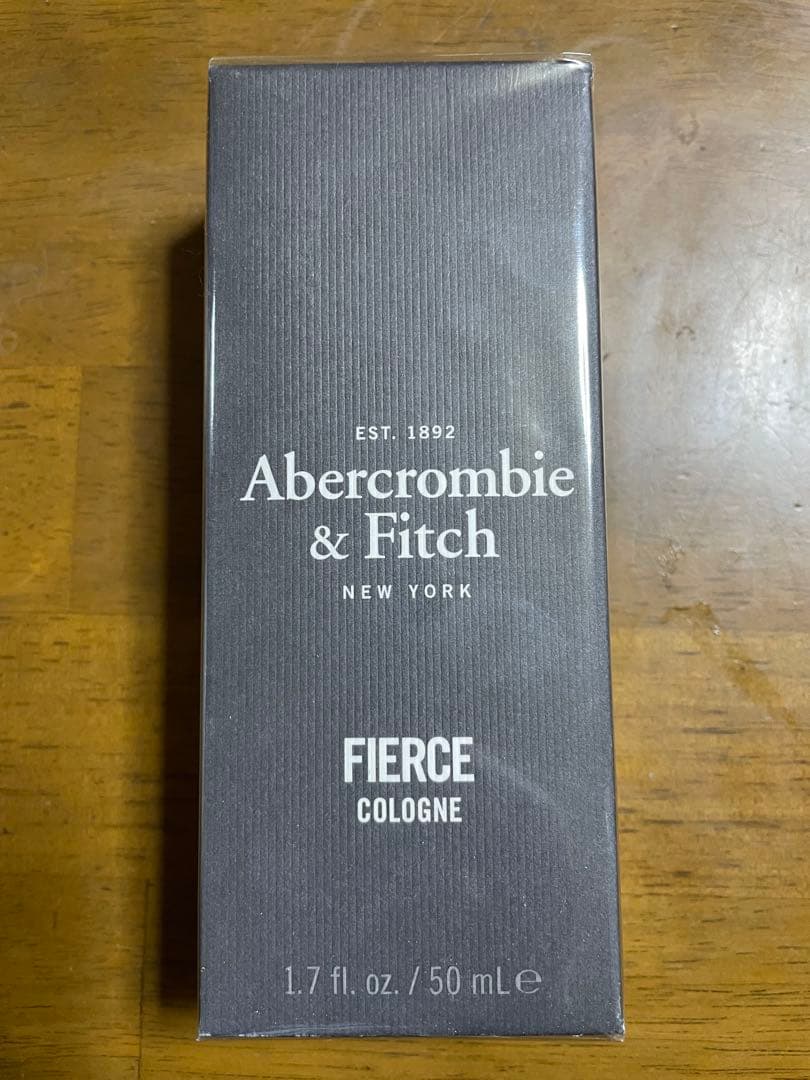 EST. 1892
Abercrombie
& Fitch
NEW YORK
FIERCE
COLOGNE
1.7 fl. oz. / 50 mL℮